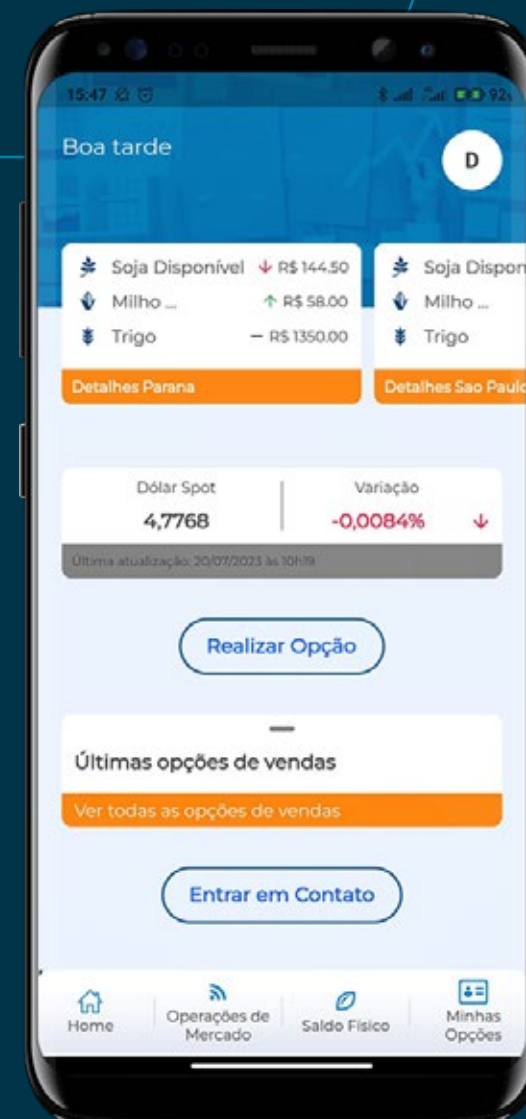 15:47 92%
Boa tarde
D
Soja Disponível ↓ R$ 144.50
Milho ... ↑ R$ 58.00
Trigo — R$ 1350.00
Detalhes Parana
Soja Dispon
Milho ...
Trigo
Detalhes Sao Paulo
Dólar Spot
4,7768
Variação
-0,0084% ↓
Última atualização: 20/07/2023 às 10h19
Realizar Opção
Últimas opções de vendas
Ver todas as opções de vendas
Entrar em Contato
Home
Operações de
Mercado
Saldo Físico
Minhas
Opções